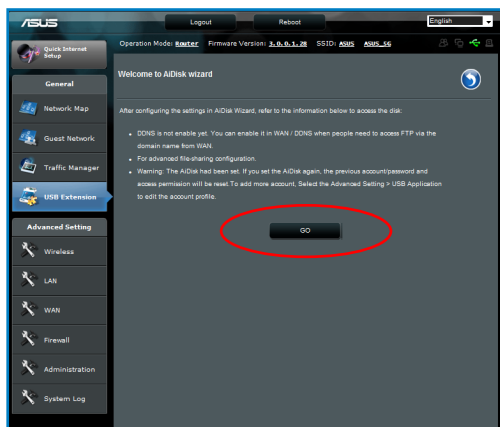 ASUS
Logout
Reboot
English
Quick Internet
Setup
Operation Mode: Router Firmware Version: 3.0.0.1.28 SSID: ASUS ASUS_5G
General
Network Map
Guest Network
Traffic Manager
USB Extension
Advanced Setting
Wireless
LAN
WAN
Firewall
Administration
System Log
Welcome to AiDisk wizard
After configuring the settings in AiDisk Wizard, refer to the information below to access the disk:
• DDNS is not enable yet. You can enable it in WAN / DDNS when people need to access FTP via the
domain name from WAN.
• For advanced file-sharing configuration.
• Warning: The AiDisk had been set. If you set the AiDisk again, the previous account/password and
access permission will be reset.To add more account, Select the Advanced Setting > USB Application
to edit the account profile.
GO